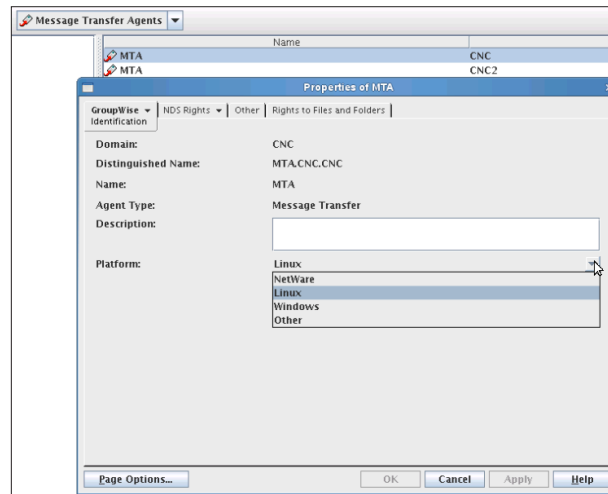 Message Transfer Agents
Name
MTA CNC
MTA CNC2
Properties of MTA
GroupWise NDS Rights Other Rights to Files and Folders
Identification
Domain: CNC
Distinguished Name: MTA.CNC.CNC
Name: MTA
Agent Type: Message Transfer
Description:
Platform: Linux
NetWare
Linux
Windows
Other
Page Options... OK Cancel Apply Help